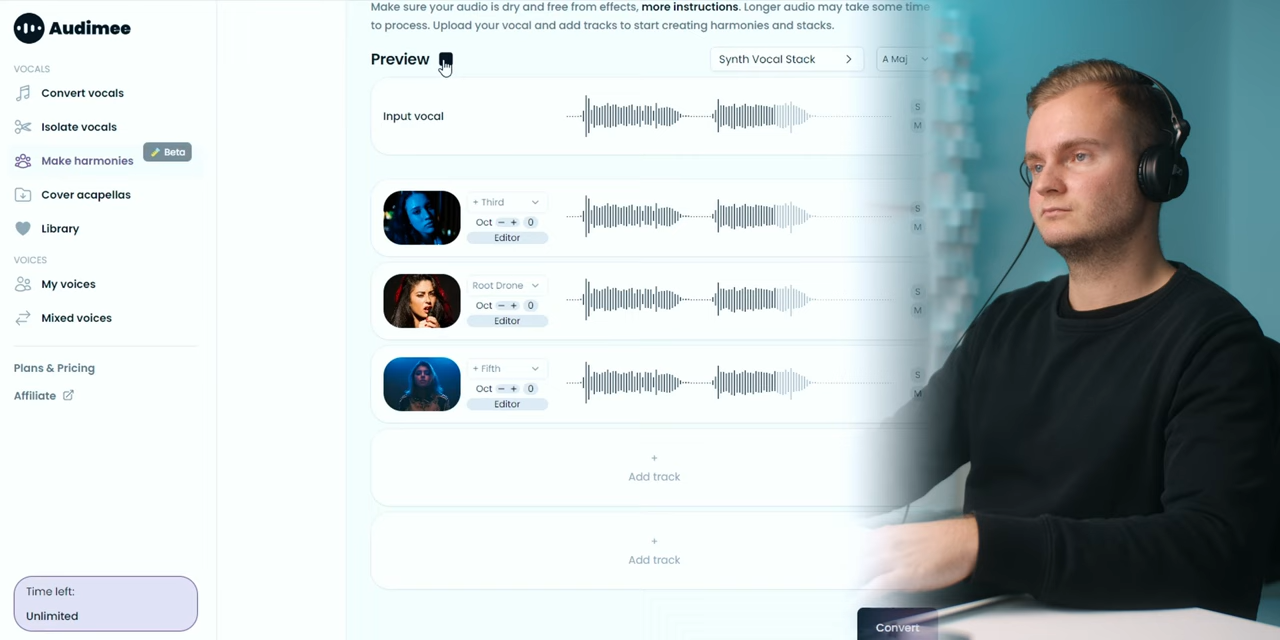 Audimee
VOCALS
Convert vocals
Isolate vocals
Make harmonies
Beta
Cover acapellas
Library
VOICES
My voices
Mixed voices
Plans & Pricing
Affiliate
Time left:
Unlimited
Make sure your audio is dry and free from effects, more instructions. Longer audio may take some time
to process. Upload your vocal and add tracks to start creating harmonies and stacks.
Preview
Synth Vocal Stack
A Maj
Input vocal
S
M
+ Third
Oct − + 0
Editor
S
M
Root Drone
Oct − + 0
Editor
S
M
+ Fifth
Oct − + 0
Editor
S
M
+
Add track
+
Add track
Convert